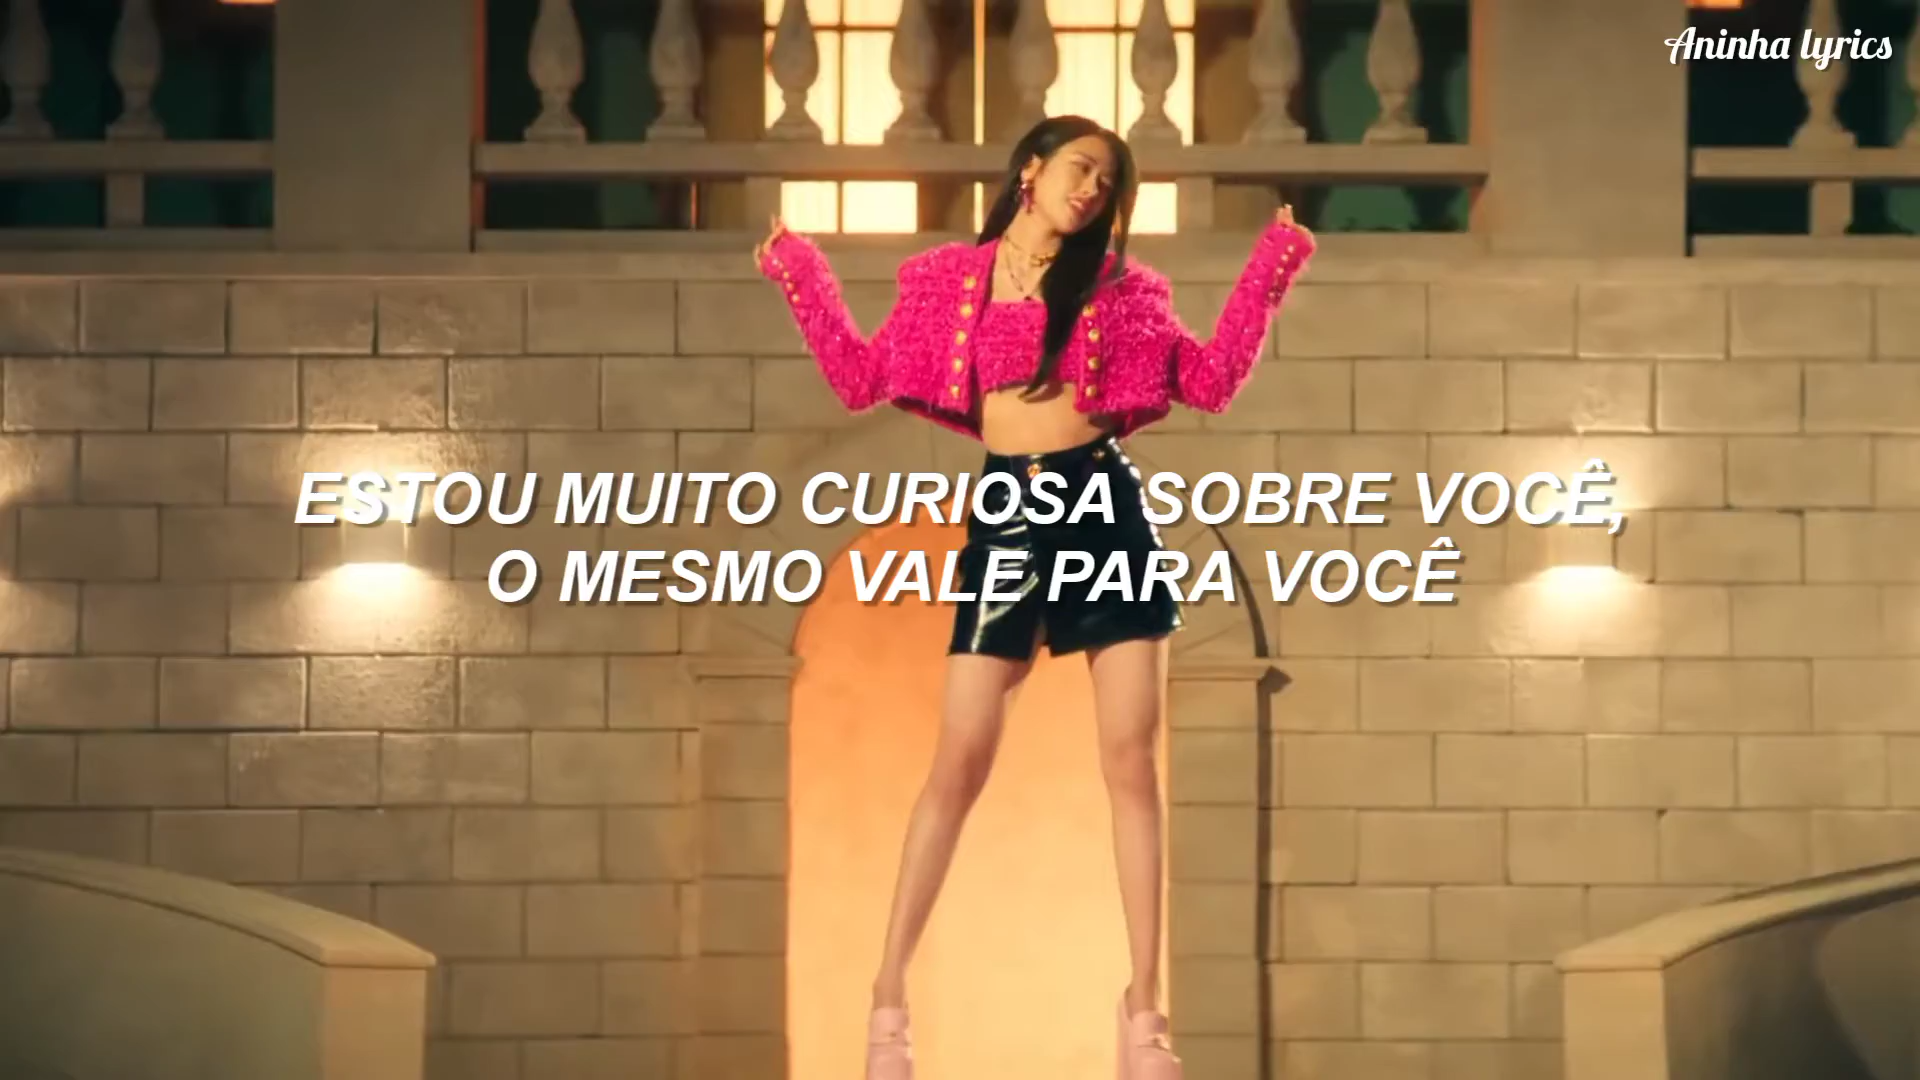 Aninha lyrics
ESTOU MUITO CURIOSA SOBRE VOCÊ,
O MESMO VALE PARA VOCÊ